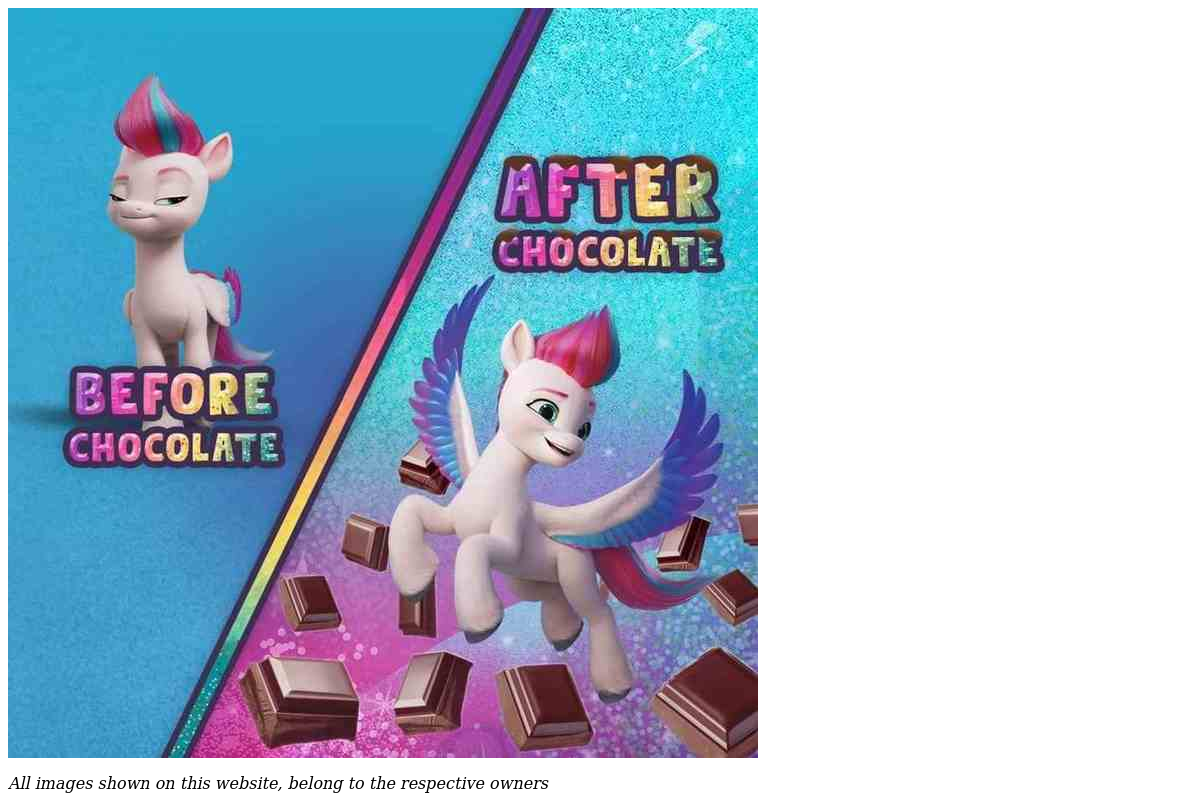 BEFORE
CHOCOLATE
AFTER
CHOCOLATE
All images shown on this website, belong to the respective owners